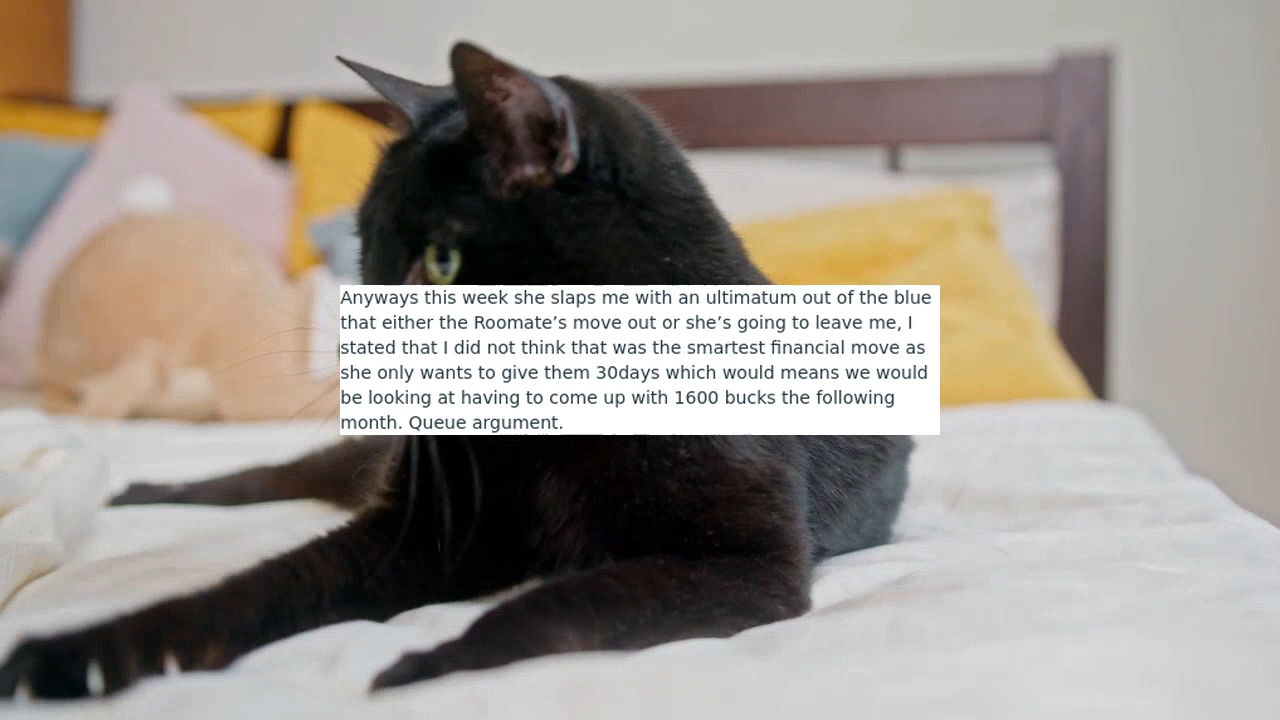 Anyways this week she slaps me with an ultimatum out of the blue
that either the Roomate’s move out or she’s going to leave me, I
stated that I did not think that was the smartest financial move as
she only wants to give them 30days which would means we would
be looking at having to come up with 1600 bucks the following
month. Queue argument.